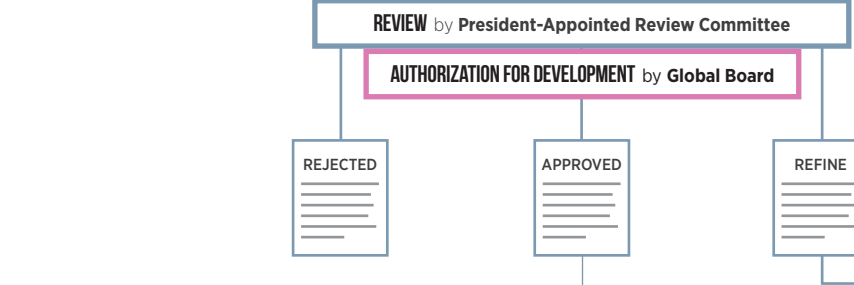 REVIEW by President-Appointed Review Committee
AUTHORIZATION FOR DEVELOPMENT by Global Board
REJECTED
APPROVED
REFINE